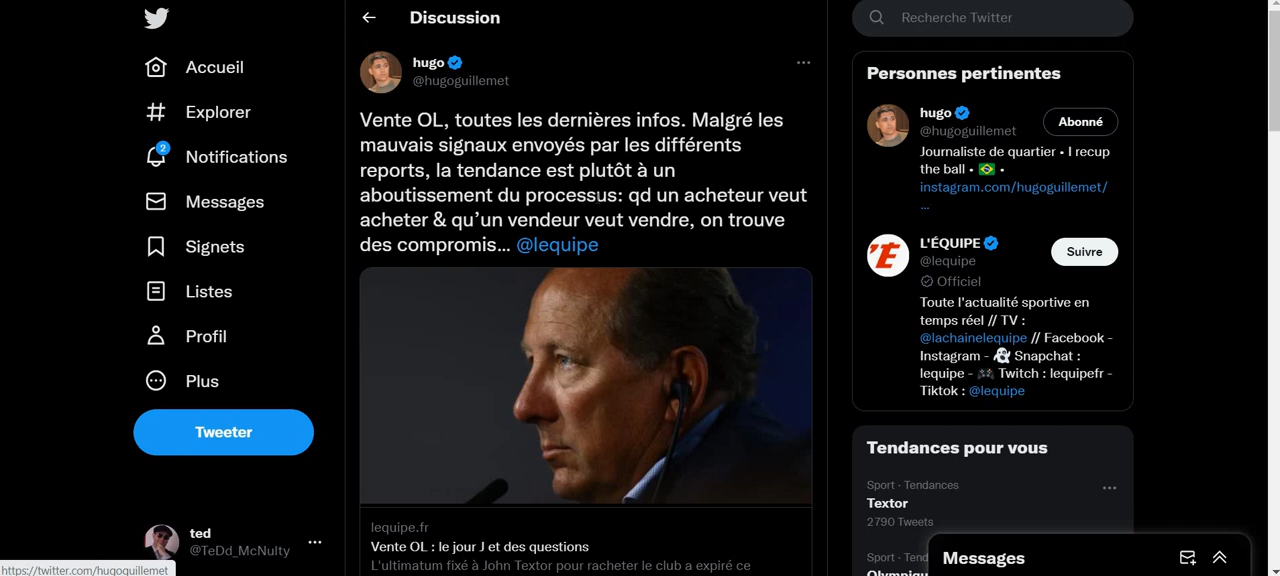 Discussion
Recherche Twitter
Accueil
Explorer
2
Notifications
Messages
Signets
Listes
Profil
Plus
Tweeter
ted
@TeDd_McNulty
https://twitter.com/hugoguillemet
hugo
@hugoguillemet
Vente OL, toutes les dernières infos. Malgré les
mauvais signaux envoyés par les différents
reports, la tendance est plutôt à un
aboutissement du processus: qd un acheteur veut
acheter & qu’un vendeur veut vendre, on trouve
des compromis… @lequipe
lequipe.fr
Vente OL : le jour J et des questions
L'ultimatum fixé à John Textor pour racheter le club a expiré ce
Personnes pertinentes
hugo
@hugoguillemet
Abonné
Journaliste de quartier • I recup
the ball • 🇧🇷 •
instagram.com/hugoguillemet/
…
L'ÉQUIPE
@lequipe
Suivre
Officiel
Toute l'actualité sportive en
temps réel // TV :
@lachainelequipe // Facebook -
Instagram - 👻 Snapchat :
lequipe - 🎮 Twitch : lequipefr -
Tiktok : @lequipe
Tendances pour vous
Sport · Tendances
Textor
2790 Tweets
Sport · Tend
Messages